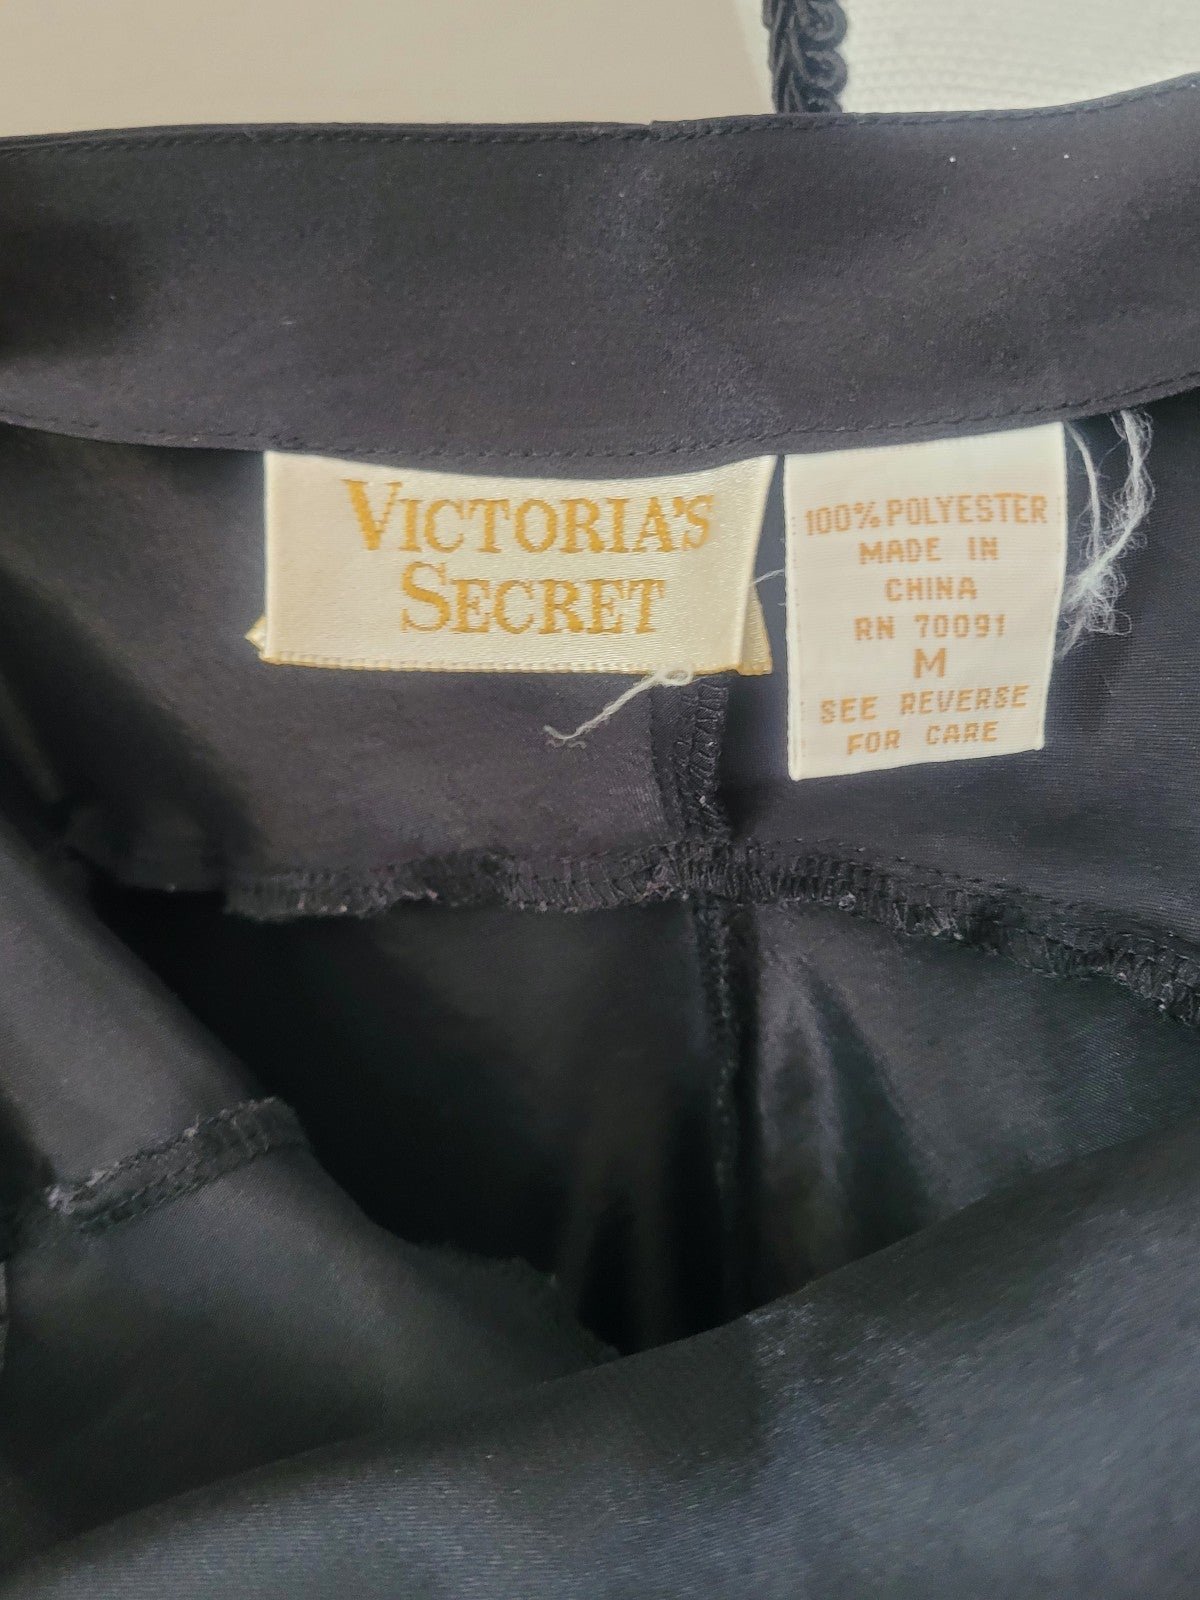 VICTORIA'S
SECRET
100% POLYESTER
MADE IN
CHINA
RN 70091
M
SEE REVERSE
FOR CARE